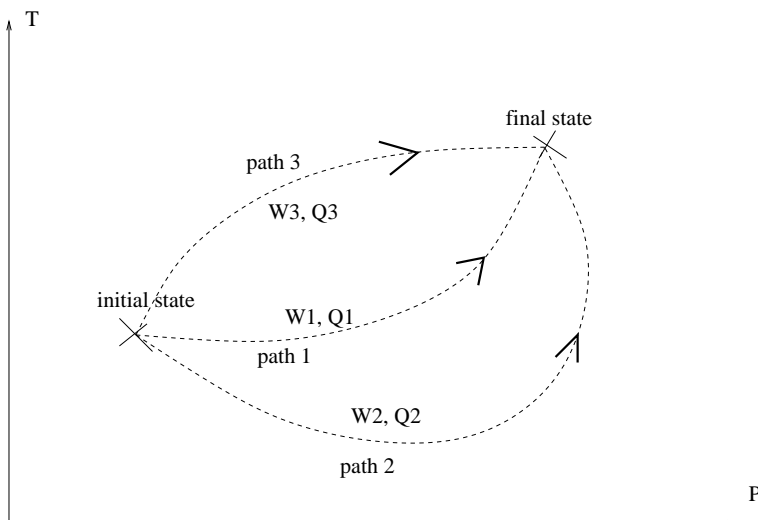 T
final state
path 3
W3, Q3
initial state
W1, Q1
path 1
W2, Q2
path 2
P